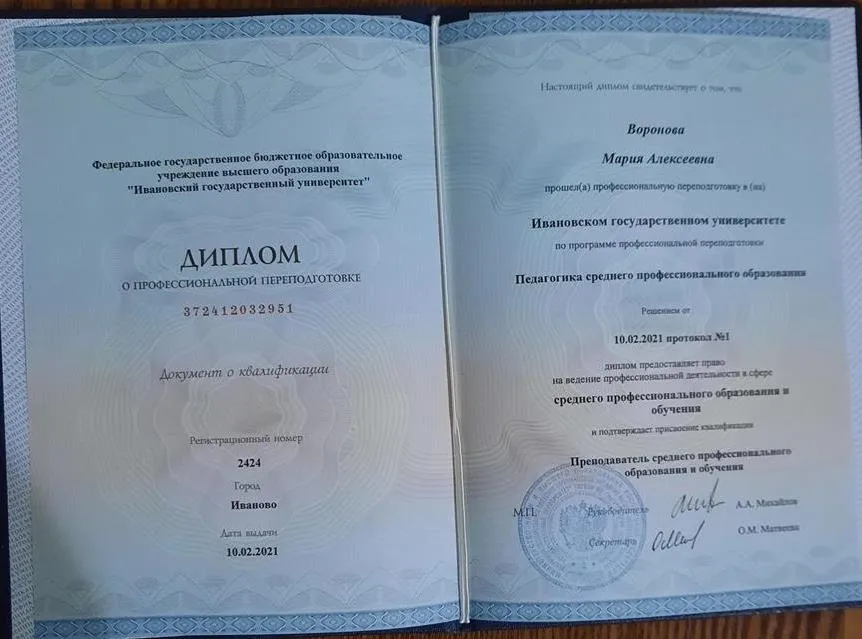 Федеральное государственное бюджетное образовательное
учреждение высшего образования
"Ивановский государственный университет"
ДИПЛОМ
О ПРОФЕССИОНАЛЬНОЙ ПЕРЕПОДГОТОВКЕ
372412032951
Документ о квалификации
Регистрационный номер
2424
Город
Иваново
Дата выдачи
10.02.2021
Настоящий диплом свидетельствует о том, что
Воронова
Мария Алексеевна
прошел(а) профессиональную переподготовку в (на)
Ивановском государственном университете
по программе профессиональной переподготовки
Педагогика среднего профессионального образования
Решением от
10.02.2021 протокол №1
диплом предоставляет право
на ведение профессиональной деятельности в сфере
среднего профессионального образования и
обучения
и подтверждает присвоение квалификации
Преподаватель среднего профессионального
образования и обучения
М.П. Руководитель А.А. Михайлов
Секретарь О.М. Матвеева